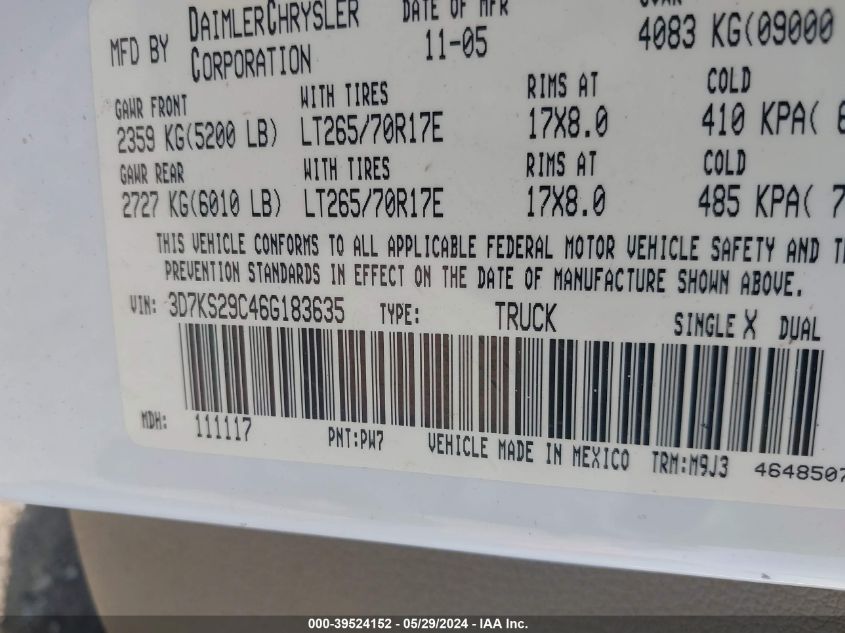 MFD BY DAIMLERCHRYSLER CORPORATION
DATE OF MFR
11-05
4083 KG(09000
GAWR FRONT WITH TIRES RIMS AT COLD
2359 KG(5200 LB) LT265/70R17E 17X8.0 410 KPA(
GAWR REAR WITH TIRES RIMS AT COLD
2727 KG(6010 LB) LT265/70R17E 17X8.0 485 KPA( 7
THIS VEHICLE CONFORMS TO ALL APPLICABLE FEDERAL MOTOR VEHICLE SAFETY AND
PREVENTION STANDARDS IN EFFECT ON THE DATE OF MANUFACTURE SHOWN ABOVE.
VIN: 3D7KS29C46G183635 TYPE: TRUCK SINGLE X DUAL
MDH: 111117 PNT:PW7 VEHICLE MADE IN MEXICO TRM:M9J3 4648507
000-39524152 - 05/29/2024 - IAA Inc.